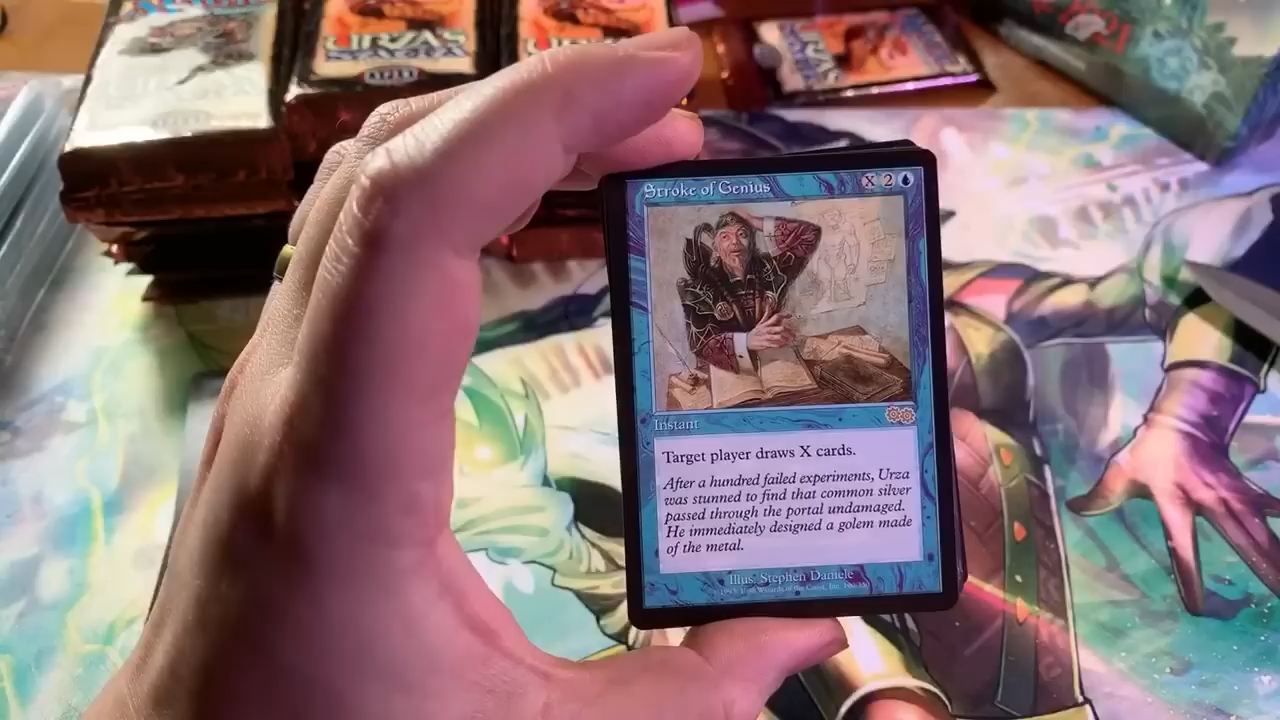 URZA'S
SAGA
URZA'S
Stroke of Genius X 2
Instant
Target player draws X cards.
After a hundred failed experiments, Urza
was stunned to find that common silver
passed through the portal undamaged.
He immediately designed a golem made
of the metal.
Illus. Stephen Daniele